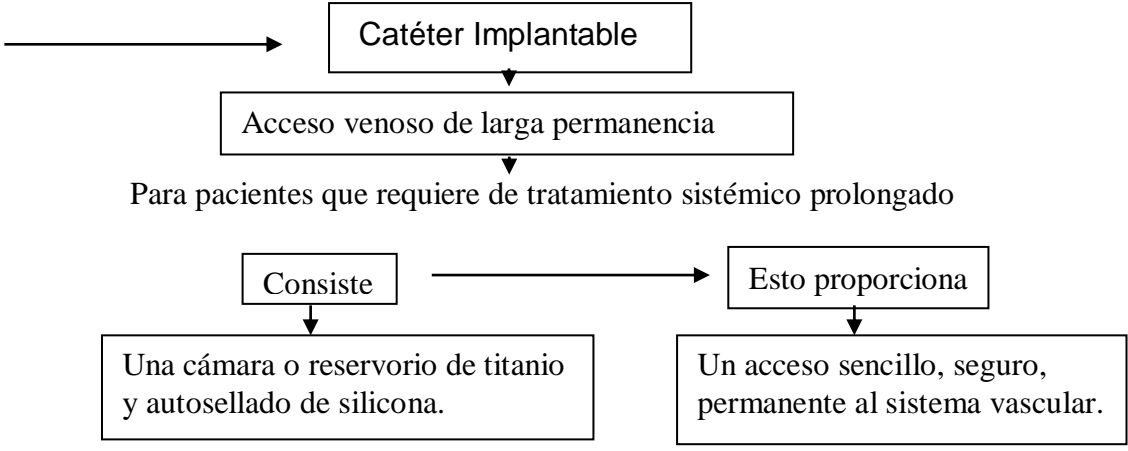 Catéter Implantable
Acceso venoso de larga permanencia
Para pacientes que requiere de tratamiento sistémico prolongado
Consiste
Esto proporciona
Una cámara o reservorio de titanio
y autosellado de silicona.
Un acceso sencillo, seguro,
permanente al sistema vascular.